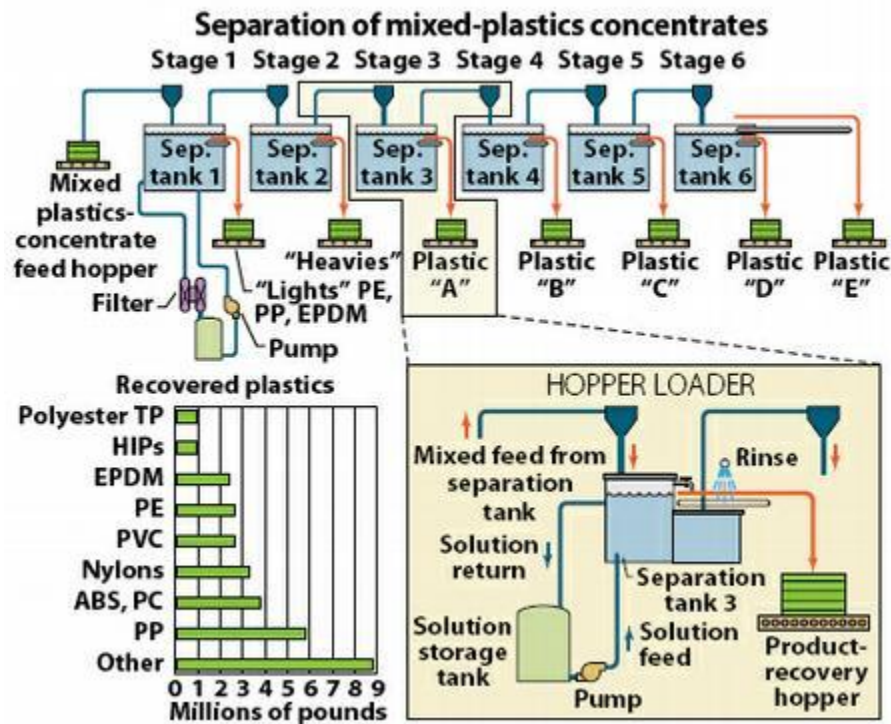 Separation of mixed-plastics concentrates
Stage 1 Stage 2 Stage 3 Stage 4 Stage 5 Stage 6
Sep. tank 1
Sep. tank 2
Sep. tank 3
Sep. tank 4
Sep. tank 5
Sep. tank 6
Mixed
plastics-
concentrate
feed hopper
"Lights" PE,
PP, EPDM
"Heavies"
Plastic
"A"
Plastic
"B"
Plastic
"C"
Plastic
"D"
Plastic
"E"
Filter
Pump
Recovered plastics
Polyester TP
HIPs
EPDM
PE
PVC
Nylons
ABS, PC
PP
Other
0 1 2 3 4 5 6 7 8 9
Millions of pounds
HOPPER LOADER
Mixed feed from
separation
tank
Rinse
Solution
return
Separation
tank 3
Solution
storage
tank
Solution
feed
Pump
Product-
recovery
hopper